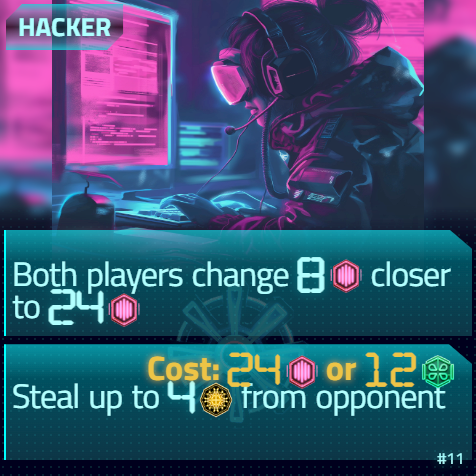 HACKER
Both players change 8 closer
to 24
Cost: 24 or 12
Steal up to 4 from opponent
#11